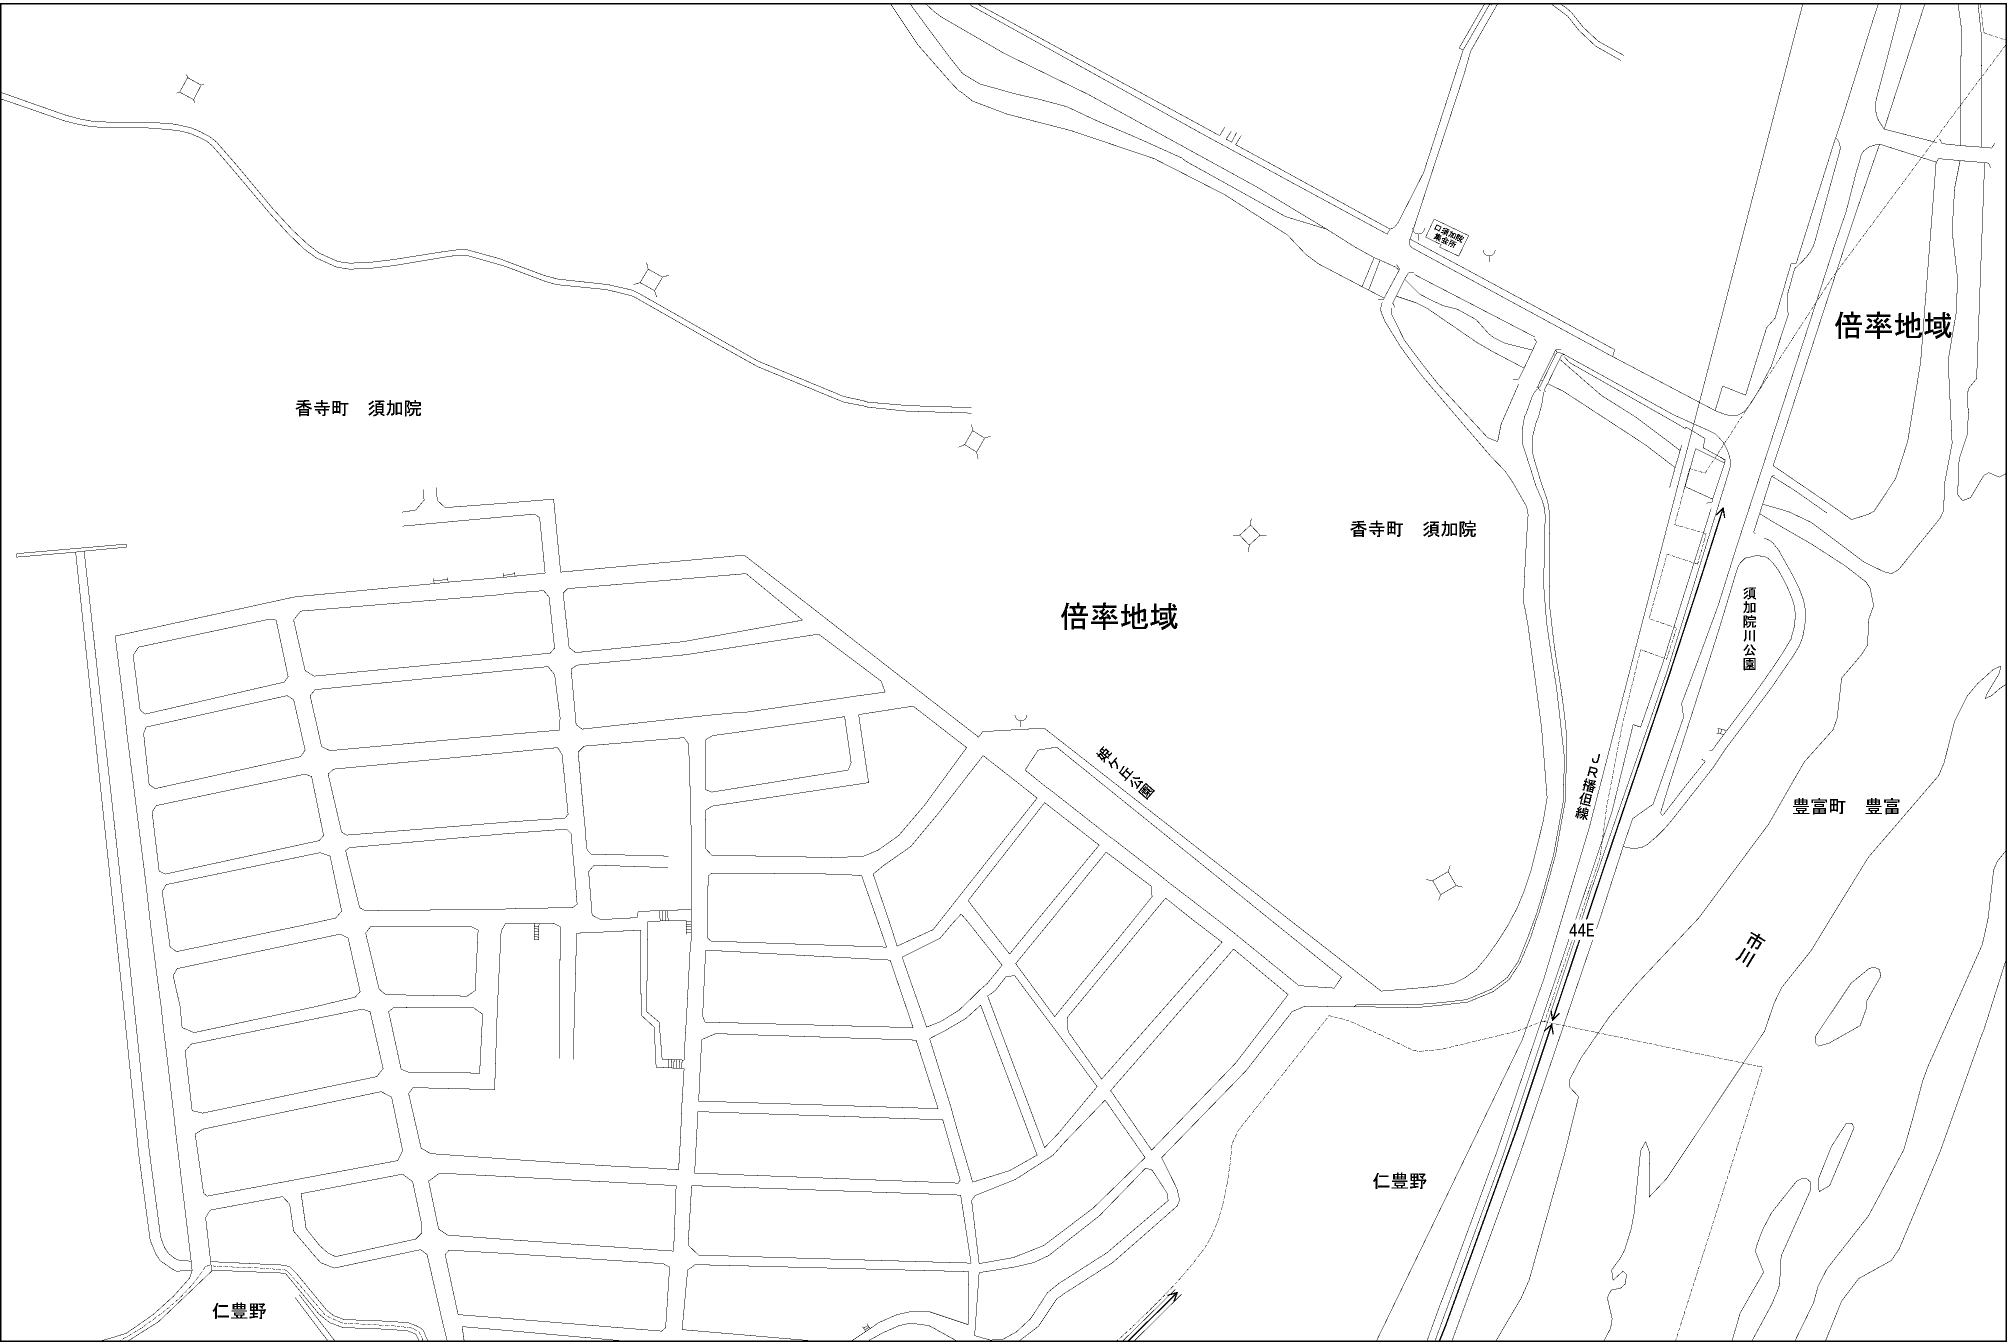 口須加院
集会所
倍率地域
香寺町　須加院
香寺町　須加院
倍率地域
須加院川公園
姫ケ丘公園
ＪＲ播但線
豊富町　豊富
44E
市川
仁豊野
仁豊野